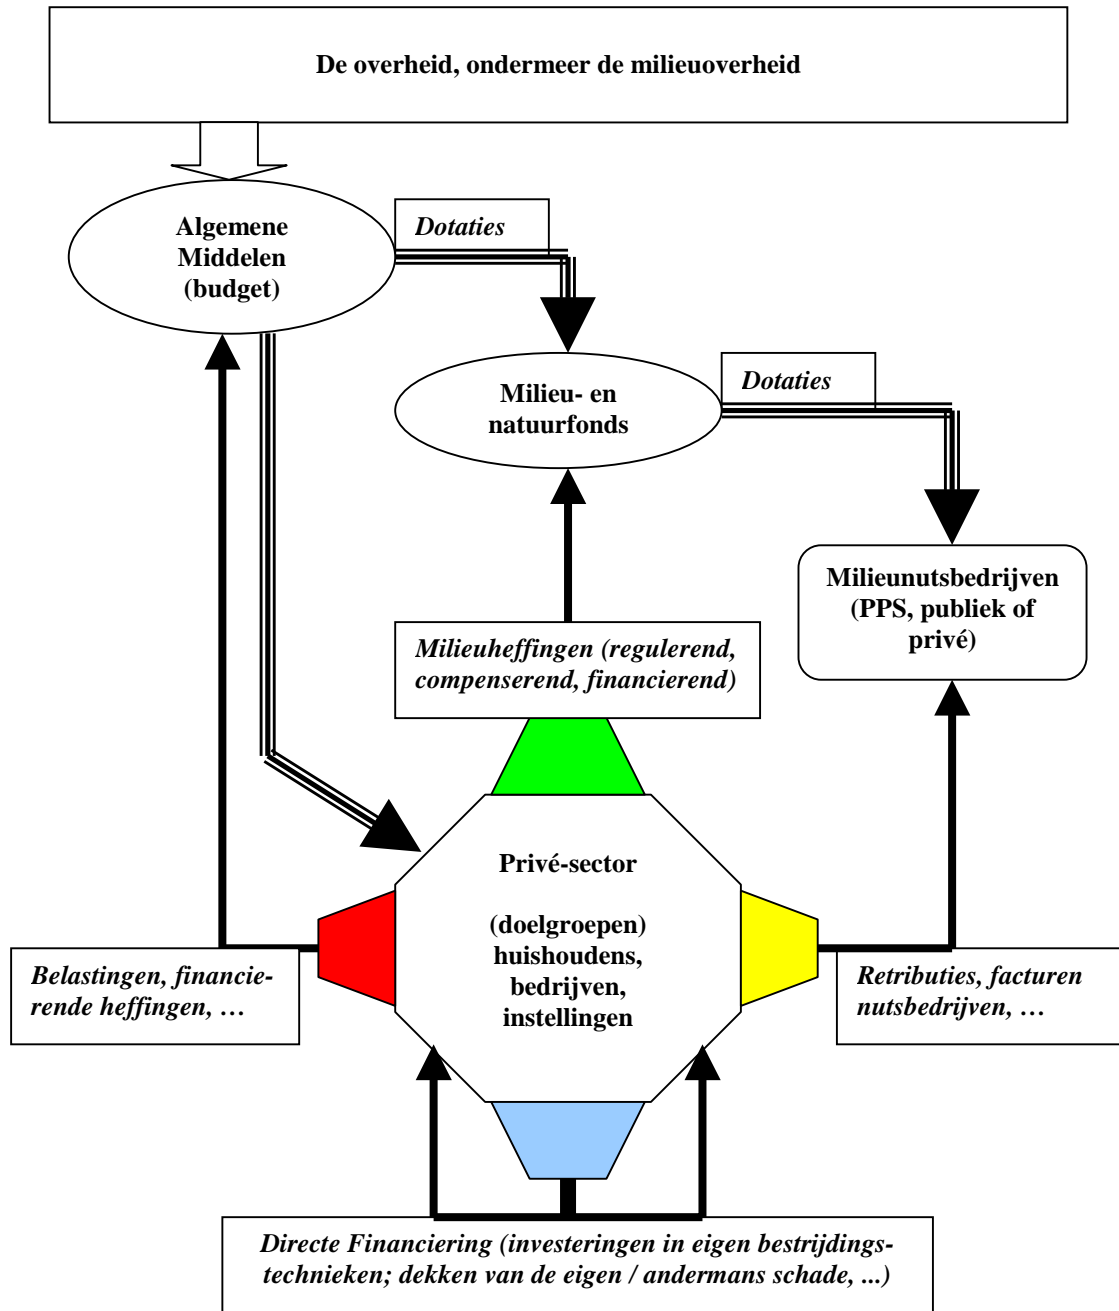 De overheid, ondermeer de milieuoverheid
Algemene
Middelen
(budget)
Dotaties
Milieu- en
natuurfonds
Dotaties
Milieunutsbedrijven
(PPS, publiek of
privé)
Milieuheffingen (regulerend,
compenserend, financierend)
Privé-sector
(doelgroepen)
huishoudens,
bedrijven,
instellingen
Belastingen, financie-
rende heffingen, …
Retributies, facturen
nutsbedrijven, …
Directe Financiering (investeringen in eigen bestrijdings-
technieken; dekken van de eigen / andermans schade, ...)